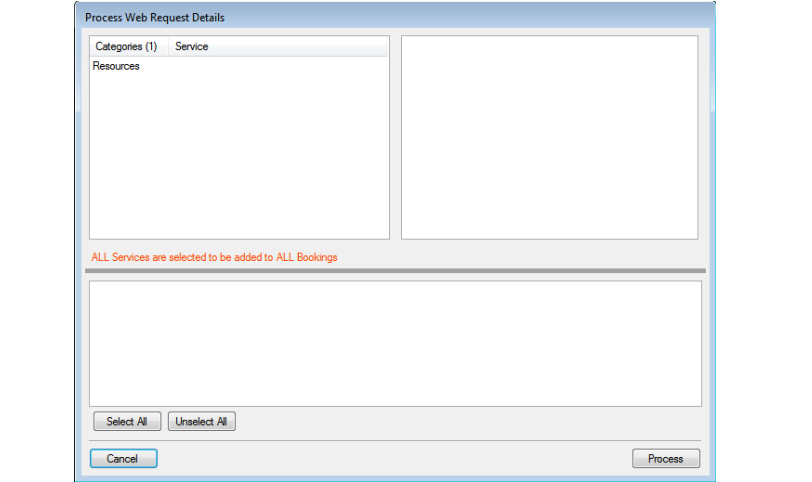 Process Web Request Details
Categories (1) Service
Resources
ALL Services are selected to be added to ALL Bookings
Select All Unselect All
Cancel Process